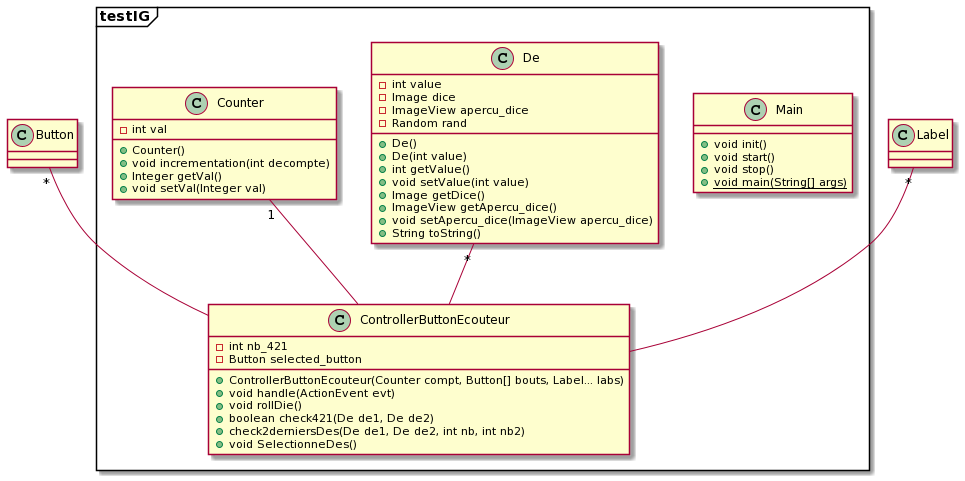 testIG
C Button
*
C Counter
int val
Counter()
void incrementation(int decompte)
Integer getVal()
void setVal(Integer val)
1
C De
int value
Image dice
ImageView apercu_dice
Random rand
De()
De(int value)
int getValue()
void setValue(int value)
Image getDice()
ImageView getApercu_dice()
void setApercu_dice(ImageView apercu_dice)
String toString()
*
C Main
void init()
void start()
void stop()
void main(String[] args)
C Label
*
C ControllerButtonEcouteur
int nb_421
Button selected_button
ControllerButtonEcouteur(Counter compt, Button[] bouts, Label... labs)
void handle(ActionEvent evt)
void rollDie()
boolean check421(De de1, De de2)
check2derniersDes(De de1, De de2, int nb, int nb2)
void SelectionneDes()